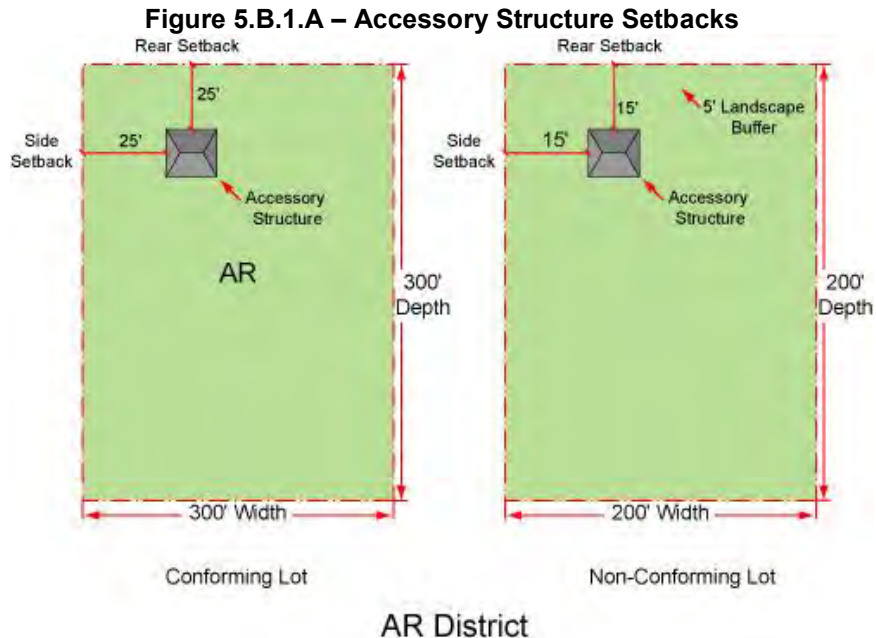 Figure 5.B.1.A – Accessory Structure Setbacks
Rear Setback
25'
Side
Setback
25'
Accessory
Structure
AR
300'
Depth
300' Width
Conforming Lot
Rear Setback
15'
5' Landscape
Buffer
Side
Setback
15'
Accessory
Structure
200'
Depth
200' Width
Non-Conforming Lot
AR District